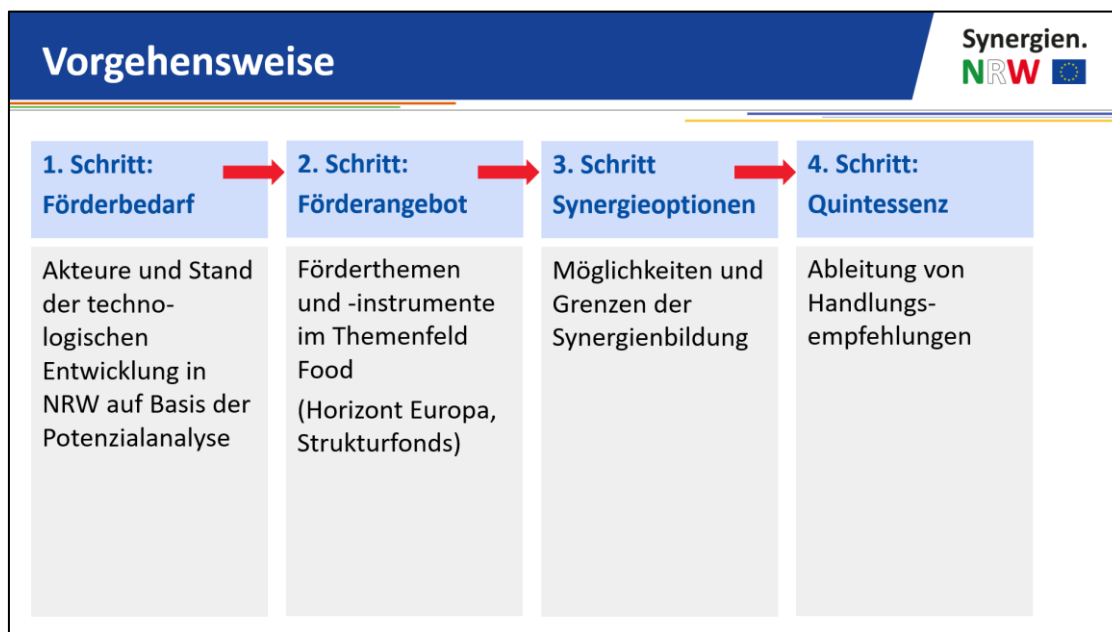 Vorgehensweise
Synergien.
NRW
1. Schritt:
Förderbedarf
Akteure und Stand
der techno-
logischen
Entwicklung in
NRW auf Basis der
Potenzialanalyse
2. Schritt:
Förderangebot
Förderthemen
und -instrumente
im Themenfeld
Food
(Horizont Europa,
Strukturfonds)
3. Schritt
Synergieoptionen
Möglichkeiten und
Grenzen der
Synergienbildung
4. Schritt:
Quintessenz
Ableitung von
Handlungs-
empfehlungen